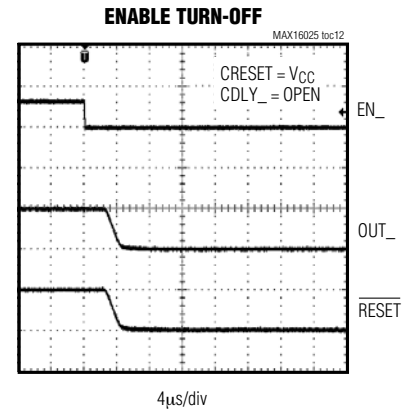 ENABLE TURN-OFF
MAX16025 toc12
CRESET = VCC
CDLY_ = OPEN
EN_
OUT_
RESET
4μs/div